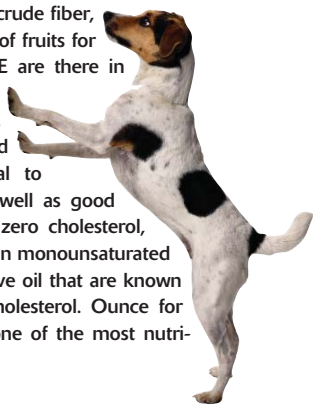 crude fiber,
of fruits for
E are there in
d
al to
well as good
zero cholesterol,
n monounsaturated
ve oil that are known
holesterol. Ounce for
one of the most nutri-